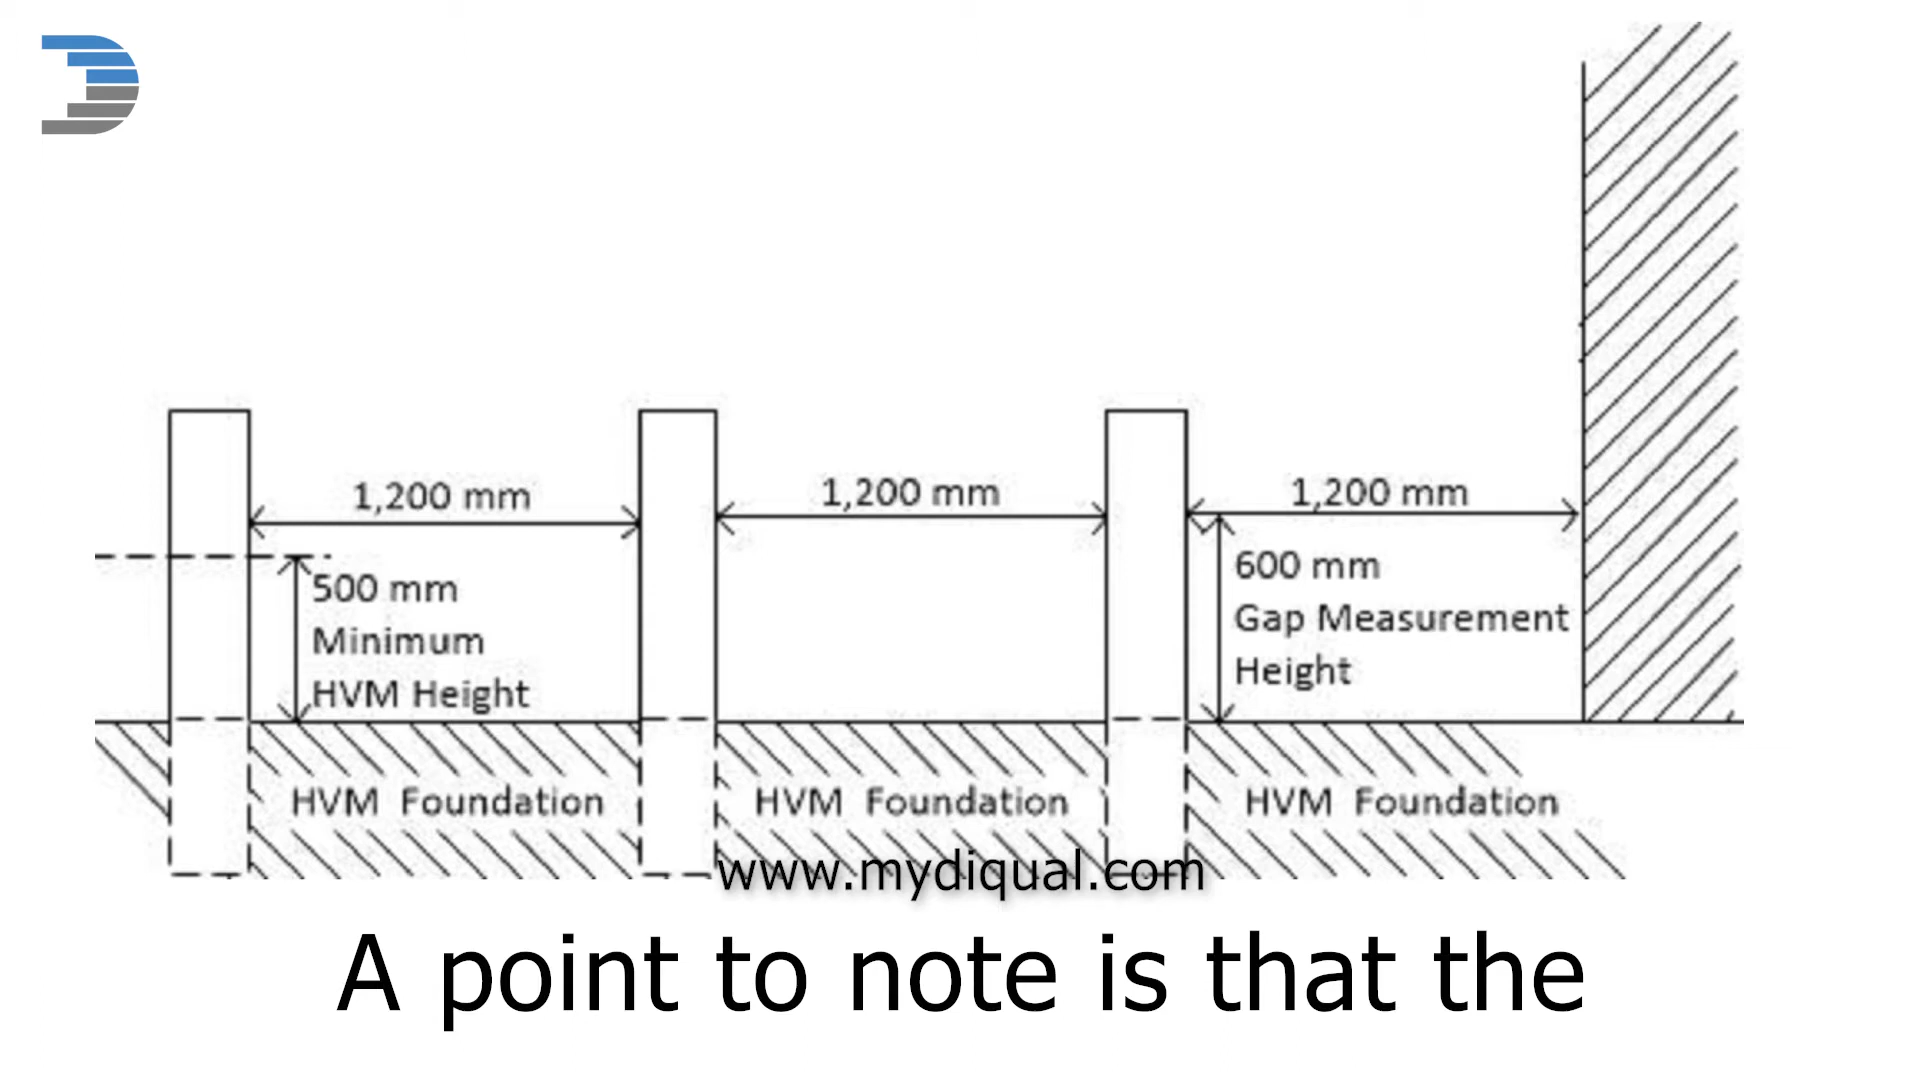 1,200 mm
1,200 mm
1,200 mm
500 mm
Minimum
HVM Height
600 mm
Gap Measurement
Height
HVM Foundation
HVM Foundation
HVM Foundation
www.mydiqual.com
A point to note is that the